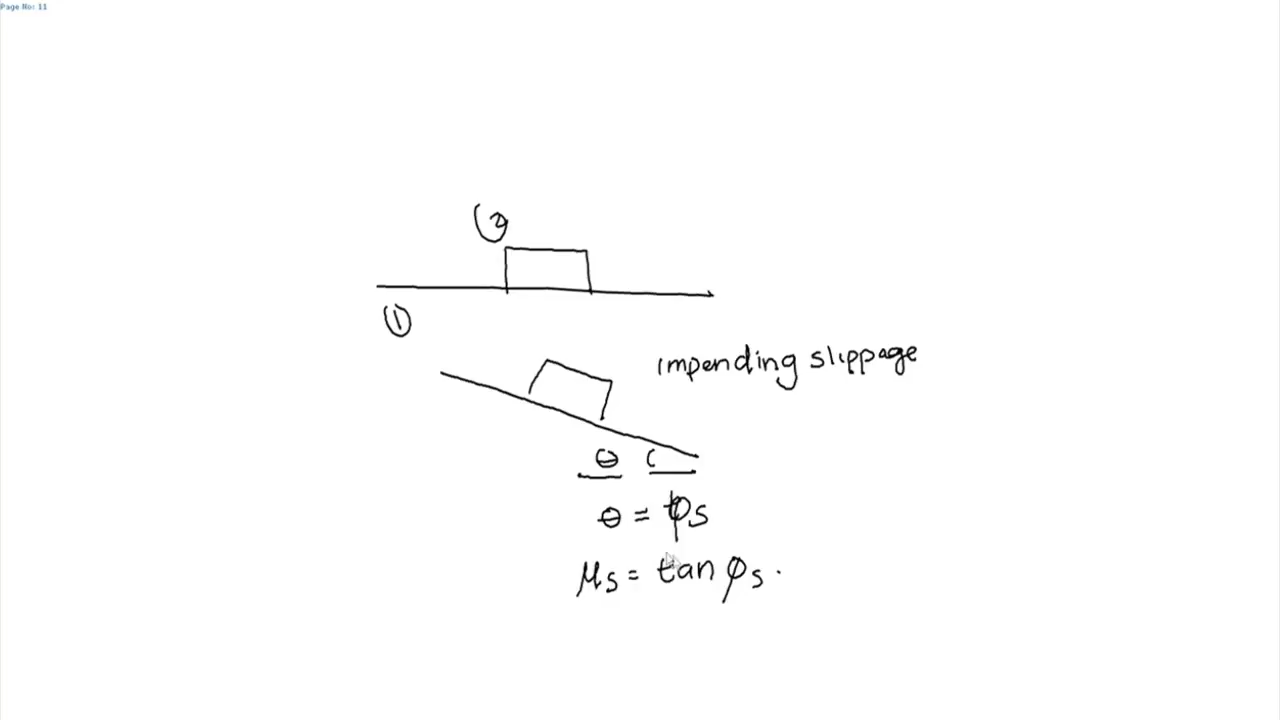 Page No: 11
②
①
impending slippage
θ
θ = φs
μs = tan φs.